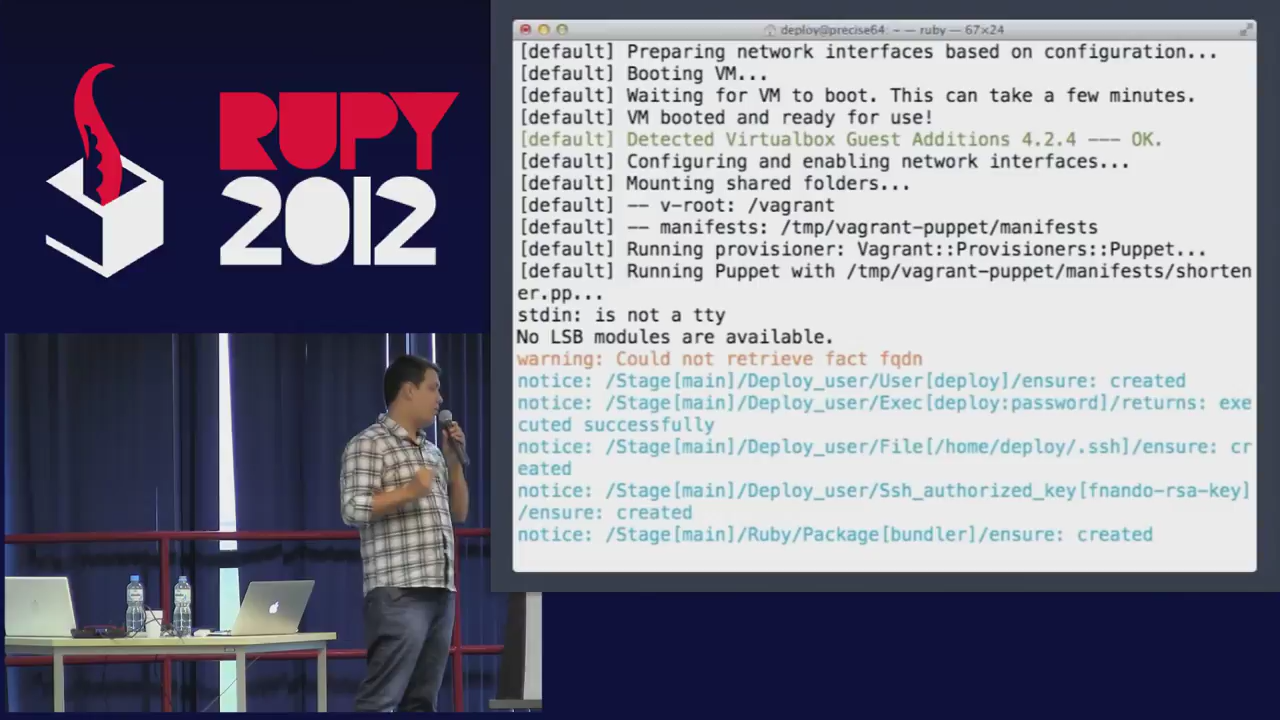 RUPY
2012
deploy@precise64: ~ — ruby — 67×24
[default] Preparing network interfaces based on configuration...
[default] Booting VM...
[default] Waiting for VM to boot. This can take a few minutes.
[default] VM booted and ready for use!
[default] Detected Virtualbox Guest Additions 4.2.4 --- OK.
[default] Configuring and enabling network interfaces...
[default] Mounting shared folders...
[default] -- v-root: /vagrant
[default] -- manifests: /tmp/vagrant-puppet/manifests
[default] Running provisioner: Vagrant::Provisioners::Puppet...
[default] Running Puppet with /tmp/vagrant-puppet/manifests/shorten
er.pp...
stdin: is not a tty
No LSB modules are available.
warning: Could not retrieve fact fqdn
notice: /Stage[main]/Deploy_user/User[deploy]/ensure: created
notice: /Stage[main]/Deploy_user/Exec[deploy:password]/returns: exe
cuted successfully
notice: /Stage[main]/Deploy_user/File[/home/deploy/.ssh]/ensure: cr
eated
notice: /Stage[main]/Deploy_user/Ssh_authorized_key[fnando-rsa-key]
/ensure: created
notice: /Stage[main]/Ruby/Package[bundler]/ensure: created